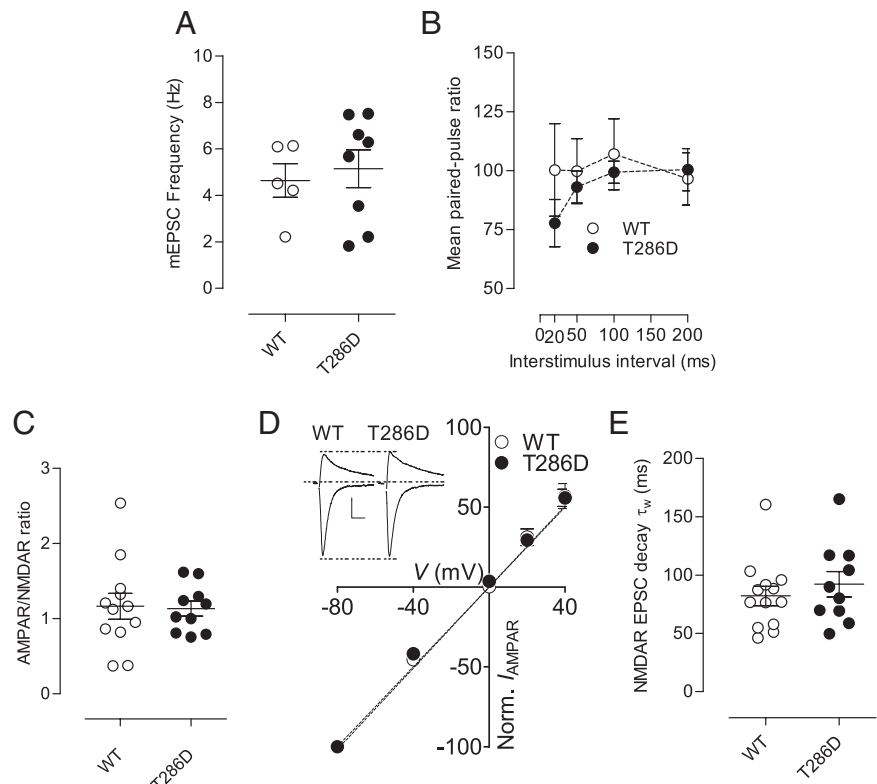 A
mEPSC Frequency (Hz)
10
8
6
4
2
0
WT
T286D
B
Mean paired-pulse ratio
150
125
100
75
50
WT
T286D
0 20 50 100 150 200
Interstimulus interval (ms)
C
AMPAR/NMDAR ratio
3
2
1
0
WT
T286D
D
WT T286D
WT
T286D
100
50
V (mV)
-80 -40 40
-50
-100
Norm. I_AMPAR
E
NMDAR EPSC decay τw (ms)
200
150
100
50
0
WT
T286D